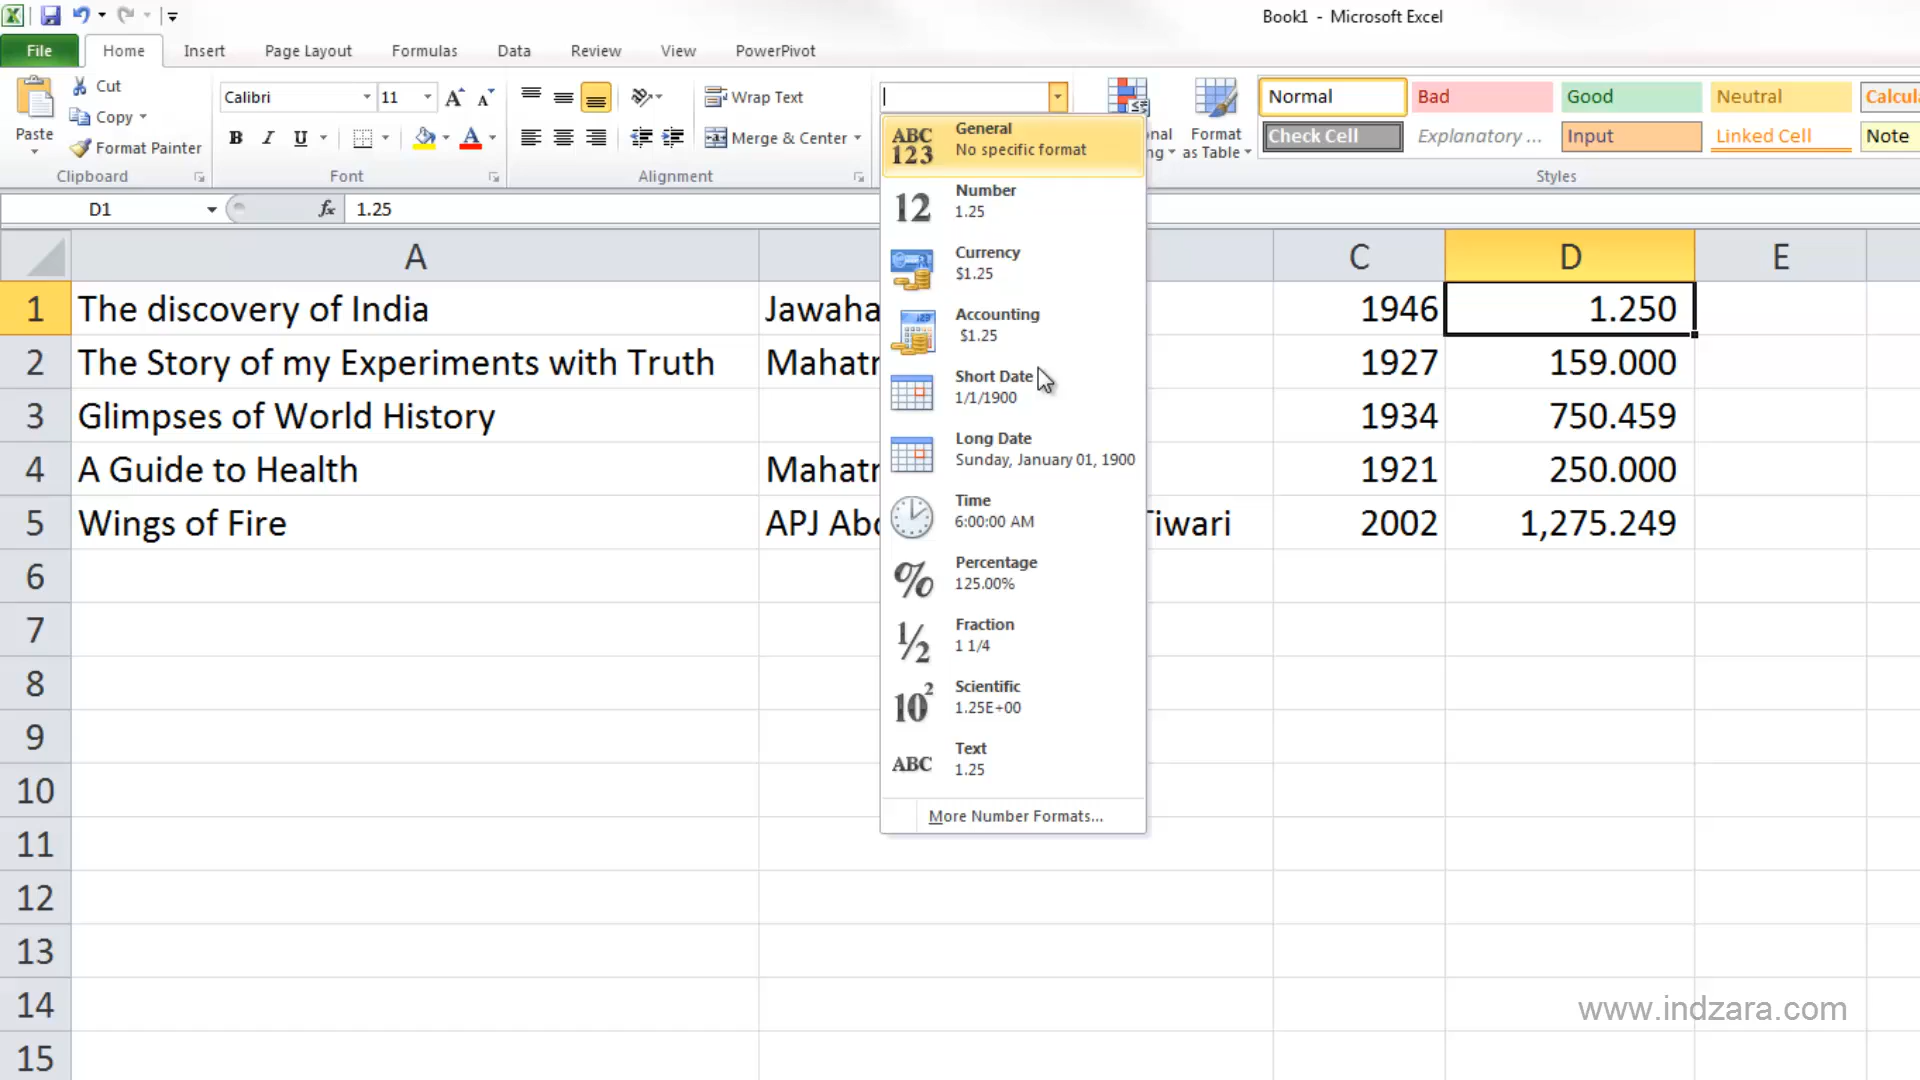 Book1 - Microsoft Excel
File Home Insert Page Layout Formulas Data Review View PowerPivot
Paste
Cut
Copy
Format Painter
Clipboard
Calibri 11
B I U
A A
A
Font
Wrap Text
Merge & Center
Alignment
Format as Table
Normal Bad Good Neutral
Check Cell Explanatory ... Input Linked Cell Note
Styles
D1 fx 1.25
ABC 123
General
No specific format
12
Number
1.25
Currency
$1.25
Accounting
$1.25
Short Date
1/1/1900
Long Date
Sunday, January 01, 1900
Time
6:00:00 AM
%
Percentage
125.00%
½
Fraction
1 1/4
10²
Scientific
1.25E+00
ABC
Text
1.25
More Number Formats...
A C D E
1 The discovery of India 1946 1.250
2 The Story of my Experiments with Truth 1927 159.000
3 Glimpses of World History 1934 750.459
4 A Guide to Health 1921 250.000
5 Wings of Fire APJ 2002 1,275.249
6
7
8
9
10
11
12
13
14
15
www.indzara.com